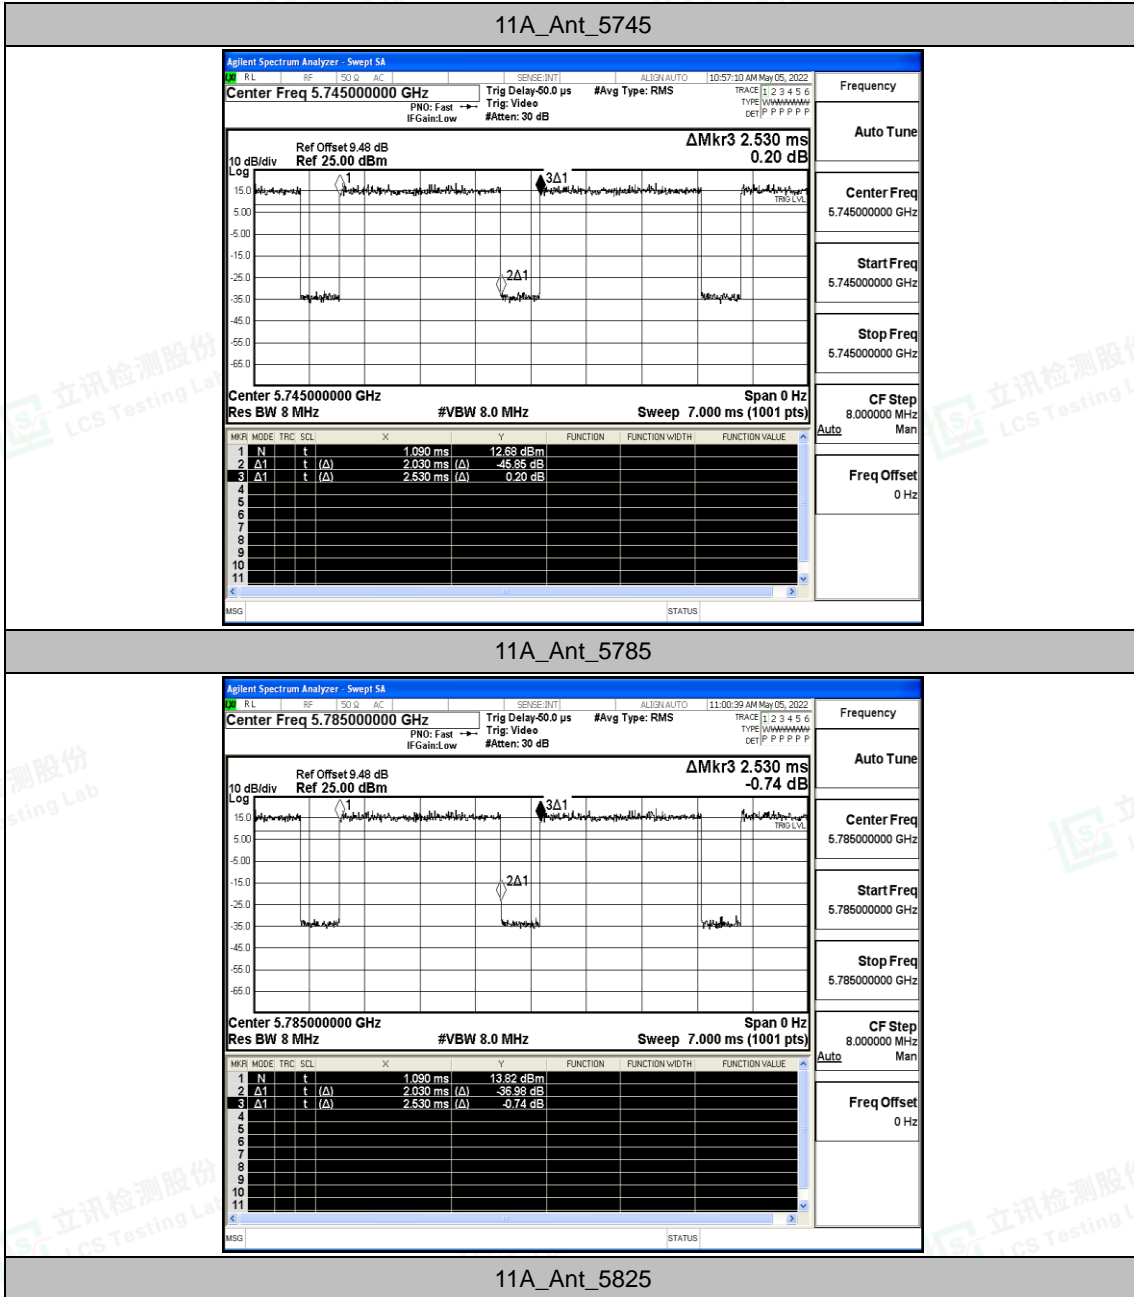 11A_Ant_5745
Agilent Spectrum Analyzer - Swept SA
LXI RL RF 50 Ω AC SENSE:INT ALIGN AUTO 10:57:10 AM May 05, 2022
Center Freq 5.745000000 GHz
PNO: Fast
IFGain:Low
Trig Delay-50.0 µs
Trig: Video
#Atten: 30 dB
#Avg Type: RMS
TRACE 1 2 3 4 5 6
TYPE WWWWWW
DET P P P P P P
Frequency
Auto Tune
Center Freq
5.745000000 GHz
Start Freq
5.745000000 GHz
Stop Freq
5.745000000 GHz
CF Step
8.000000 MHz
Auto Man
Freq Offset
0 Hz
ΔMkr3 2.530 ms
0.20 dB
Ref Offset 9.48 dB
10 dB/div Ref 25.00 dBm
Log
15.0
5.00
-5.00
-15.0
-25.0
-35.0
-45.0
-55.0
-65.0
1
3Δ1
2Δ1
TRIG LVL
Center 5.745000000 GHz Span 0 Hz
Res BW 8 MHz #VBW 8.0 MHz Sweep 7.000 ms (1001 pts)
MKR MODE TRC SCL X Y FUNCTION FUNCTION WIDTH FUNCTION VALUE
1 N t 1.090 ms 12.68 dBm
2 Δ1 t (Δ) 2.030 ms (Δ) -45.85 dB
3 Δ1 t (Δ) 2.530 ms (Δ) 0.20 dB
4
5
6
7
8
9
10
11
MSG STATUS
11A_Ant_5785
Agilent Spectrum Analyzer - Swept SA
LXI RL RF 50 Ω AC SENSE:INT ALIGN AUTO 11:00:39 AM May 05, 2022
Center Freq 5.785000000 GHz
PNO: Fast
IFGain:Low
Trig Delay-50.0 µs
Trig: Video
#Atten: 30 dB
#Avg Type: RMS
TRACE 1 2 3 4 5 6
TYPE WWWWWW
DET P P P P P P
Frequency
Auto Tune
Center Freq
5.785000000 GHz
Start Freq
5.785000000 GHz
Stop Freq
5.785000000 GHz
CF Step
8.000000 MHz
Auto Man
Freq Offset
0 Hz
ΔMkr3 2.530 ms
-0.74 dB
Ref Offset 9.48 dB
10 dB/div Ref 25.00 dBm
Log
15.0
5.00
-5.00
-15.0
-25.0
-35.0
-45.0
-55.0
-65.0
1
3Δ1
2Δ1
TRIG LVL
Center 5.785000000 GHz Span 0 Hz
Res BW 8 MHz #VBW 8.0 MHz Sweep 7.000 ms (1001 pts)
MKR MODE TRC SCL X Y FUNCTION FUNCTION WIDTH FUNCTION VALUE
1 N t 1.090 ms 13.82 dBm
2 Δ1 t (Δ) 2.030 ms (Δ) -36.98 dB
3 Δ1 t (Δ) 2.530 ms (Δ) -0.74 dB
4
5
6
7
8
9
10
11
MSG STATUS
11A_Ant_5825
立讯检测股份
LCS Testing Lab